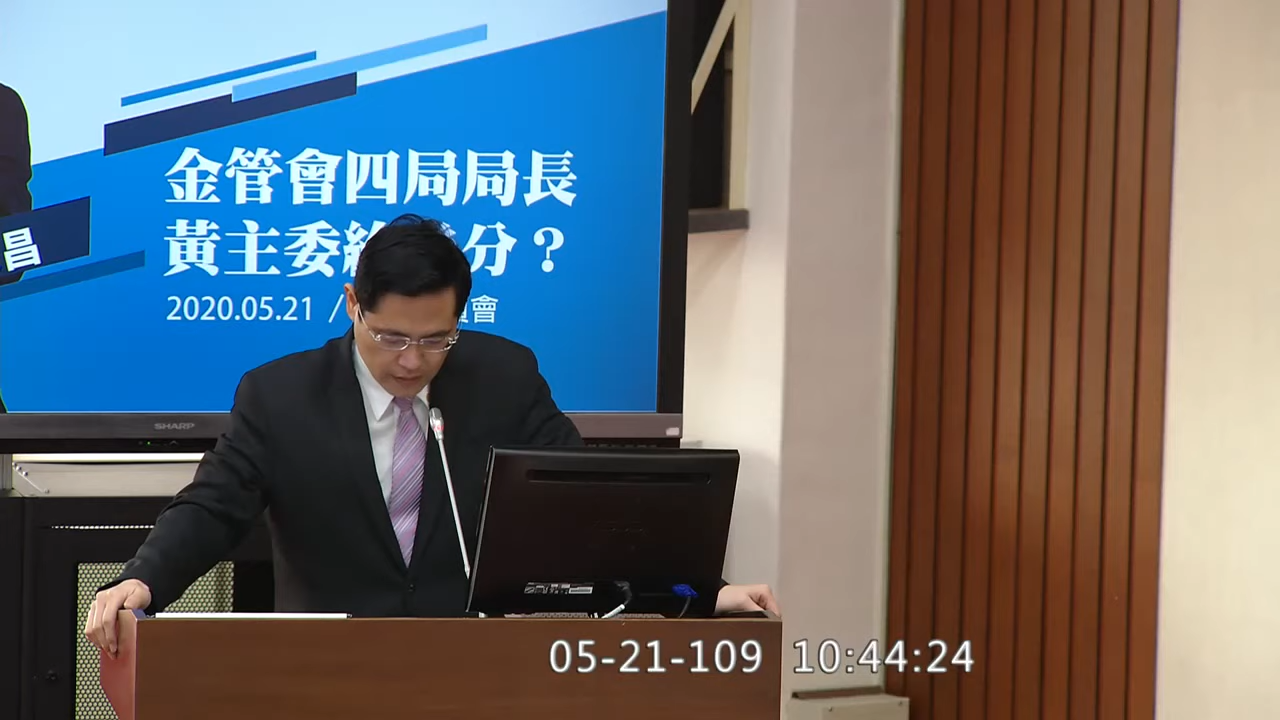 金管會四局局長
黃主委給 分？
2020.05.21 / 會
昌
SHARP
05-21-109 10:44:24